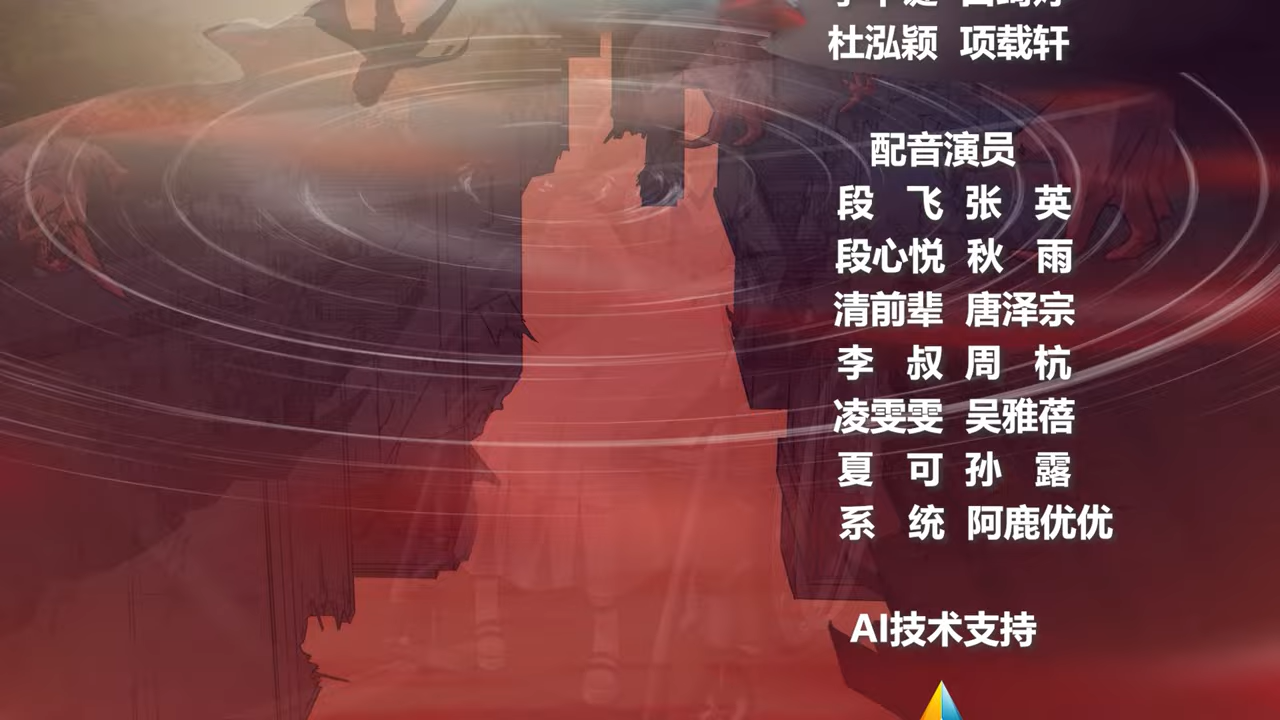 杜泓颖 项载轩
配音演员
段 飞 张 英
段心悦 秋 雨
清前辈 唐泽宗
李 叔 周 杭
凌雯雯 吴雅蓓
夏 可 孙 露
系 统 阿鹿优优
AI技术支持